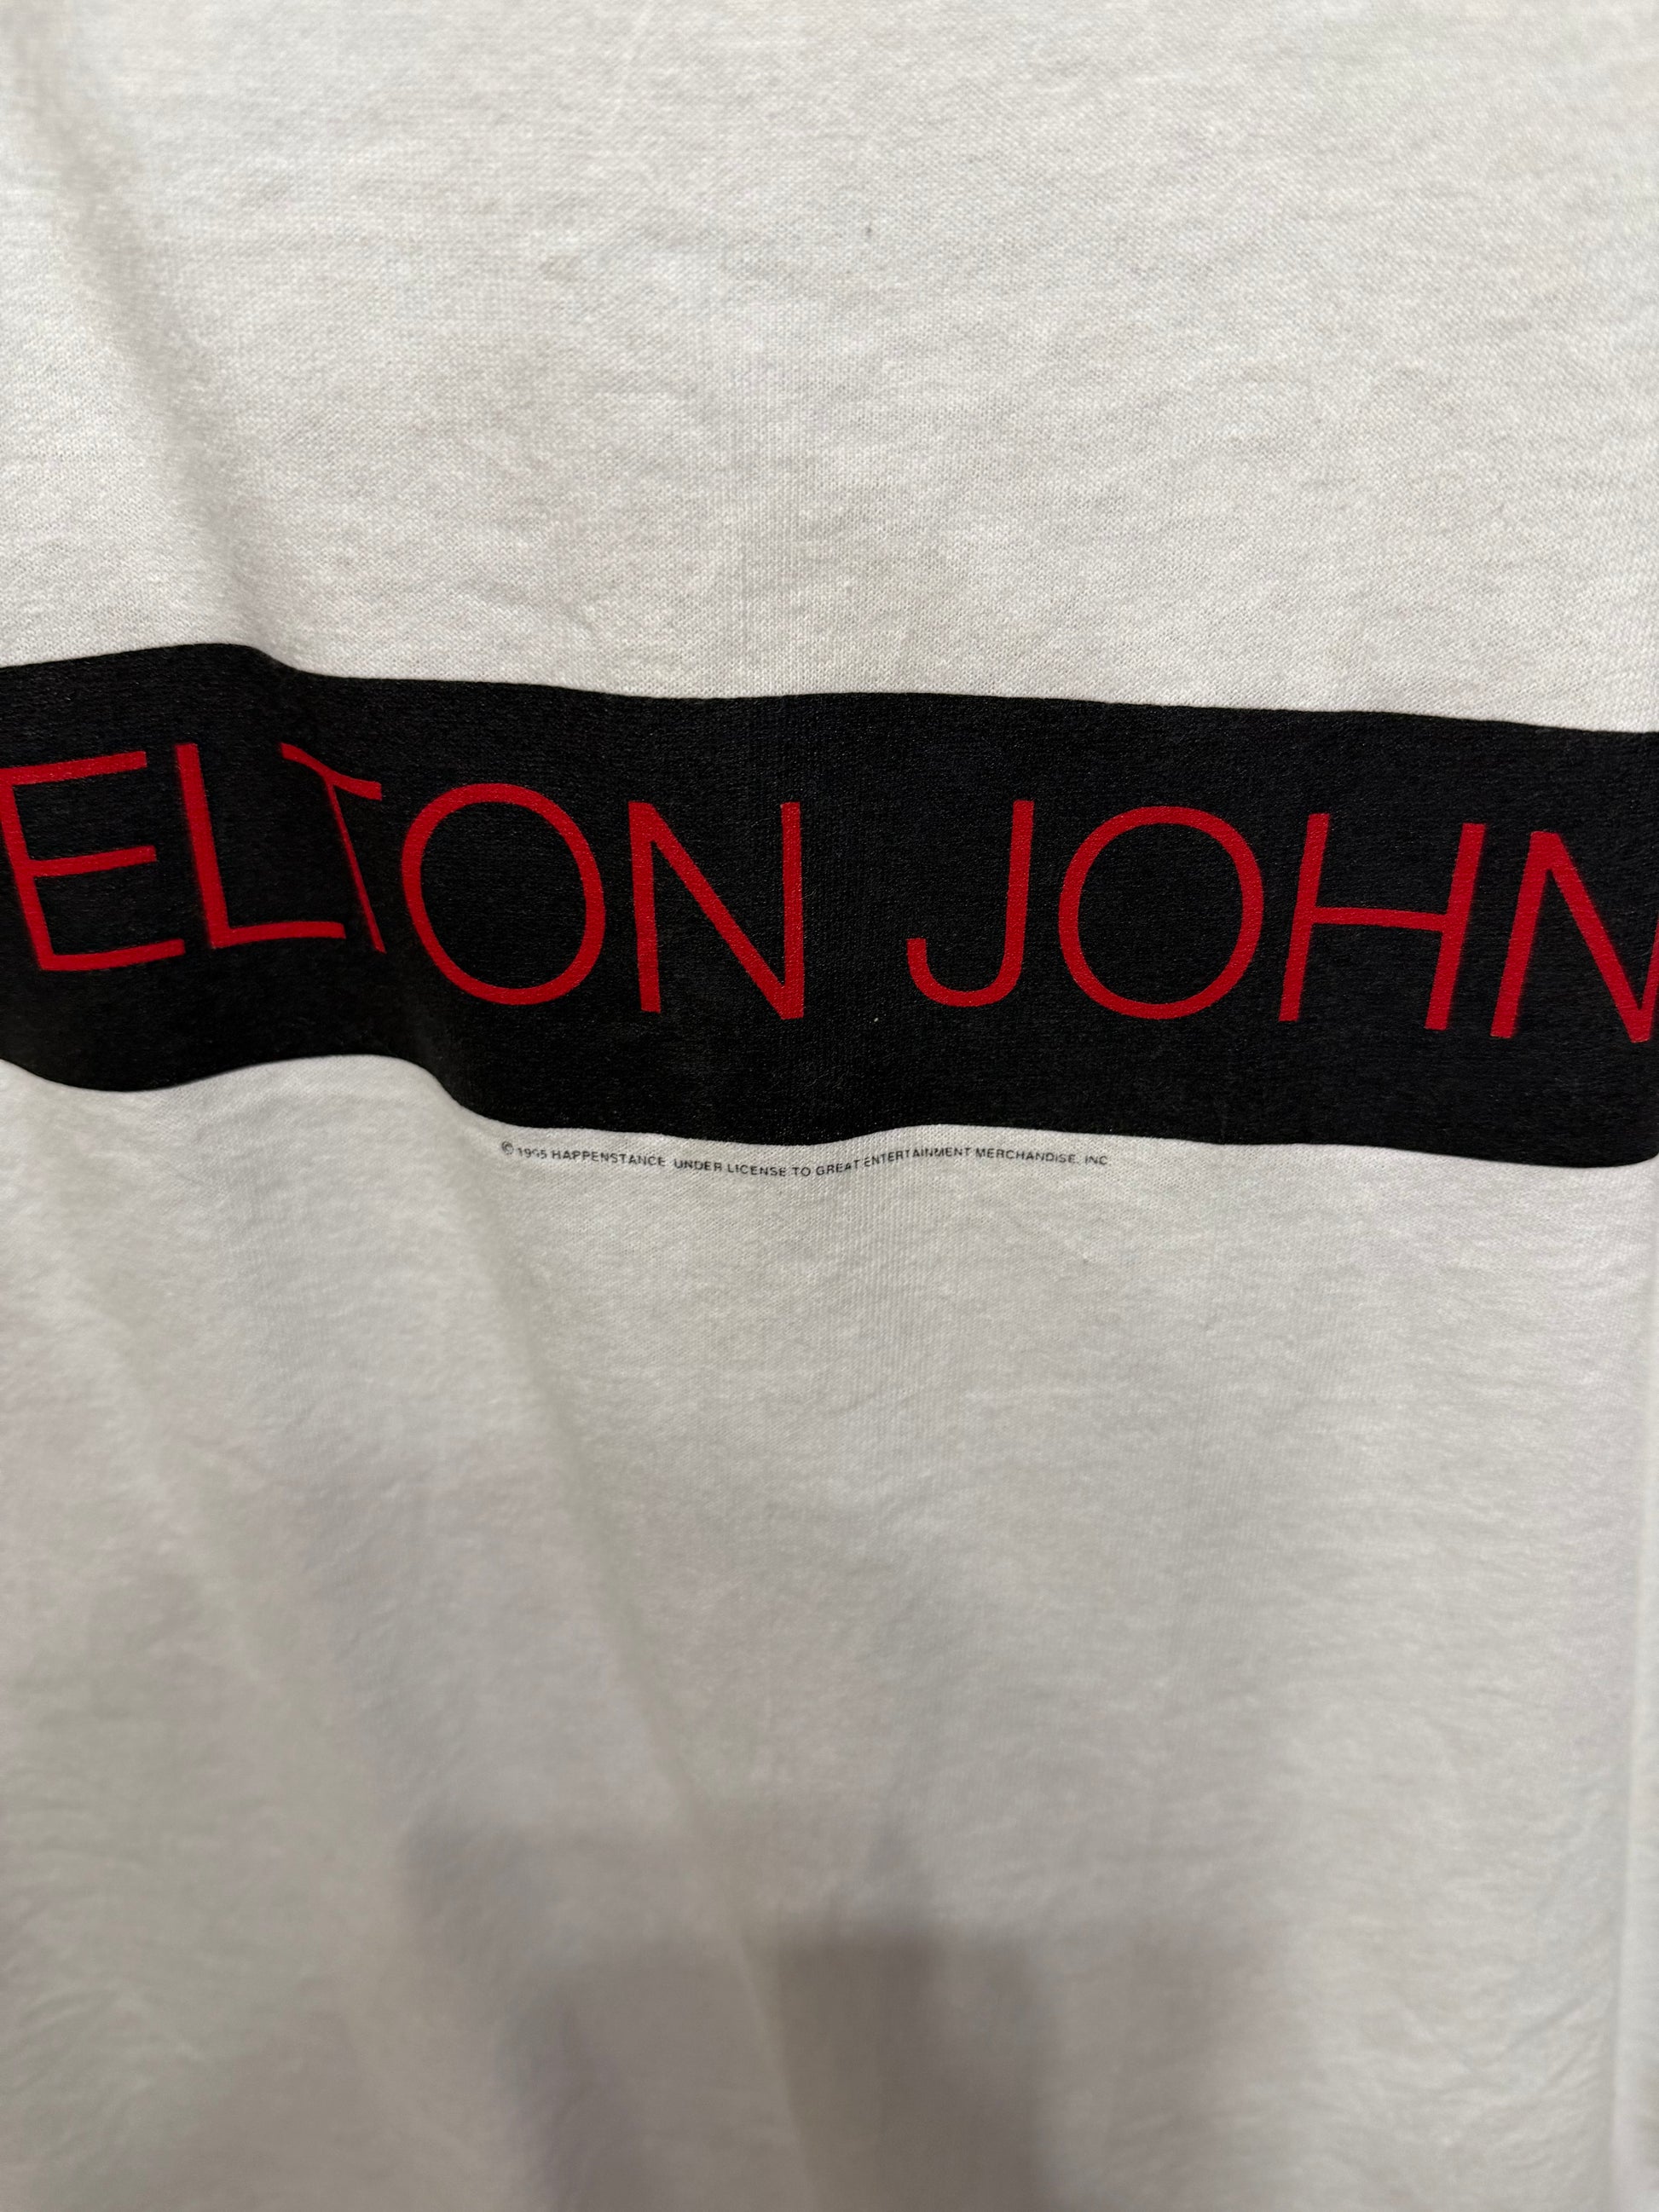 ELTON JOHN
© 1995 HAPPENSTANCE UNDER LICENSE TO GREAT ENTERTAINMENT MERCHANDISE, INC